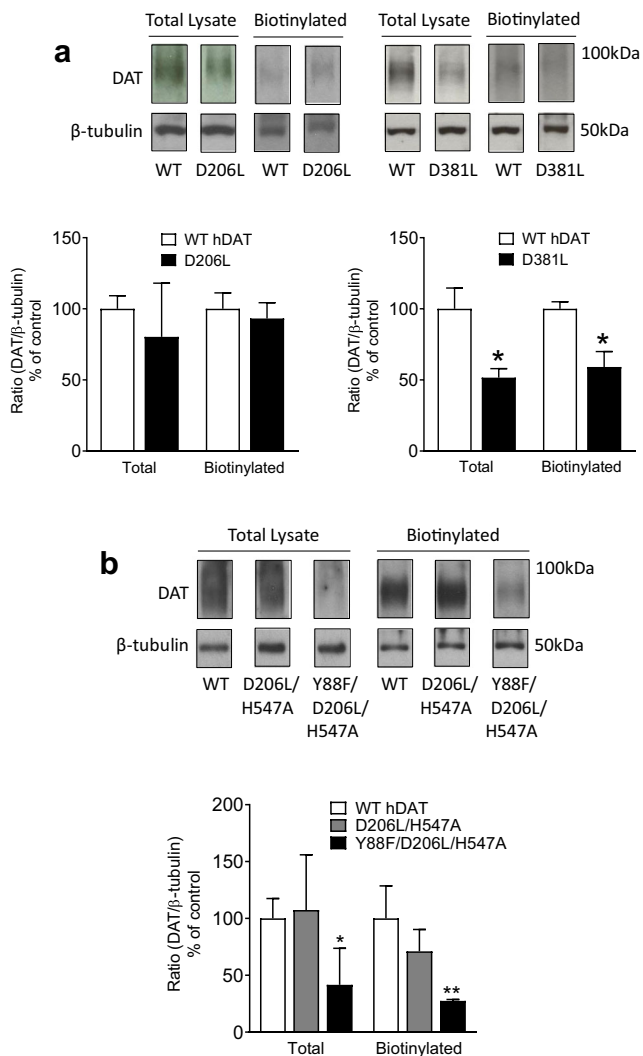 Total Lysate Biotinylated Total Lysate Biotinylated
a
100kDa
DAT
β-tubulin
50kDa
WT D206L WT D206L WT D381L WT D381L
150
100
50
0
Ratio (DAT/β-tubulin)
% of control
WT hDAT
D206L
Total Biotinylated
150
100
50
0
Ratio (DAT/β-tubulin)
% of control
WT hDAT
D381L
*
*
Total Biotinylated
Total Lysate Biotinylated
b
100kDa
DAT
β-tubulin
50kDa
WT D206L/ Y88F/ WT D206L/ Y88F/
H547A D206L/ H547A D206L/
H547A H547A
200
150
100
50
0
Ratio (DAT/β-tubulin)
% of control
WT hDAT
D206L/H547A
Y88F/D206L/H547A
*
**
Total Biotinylated